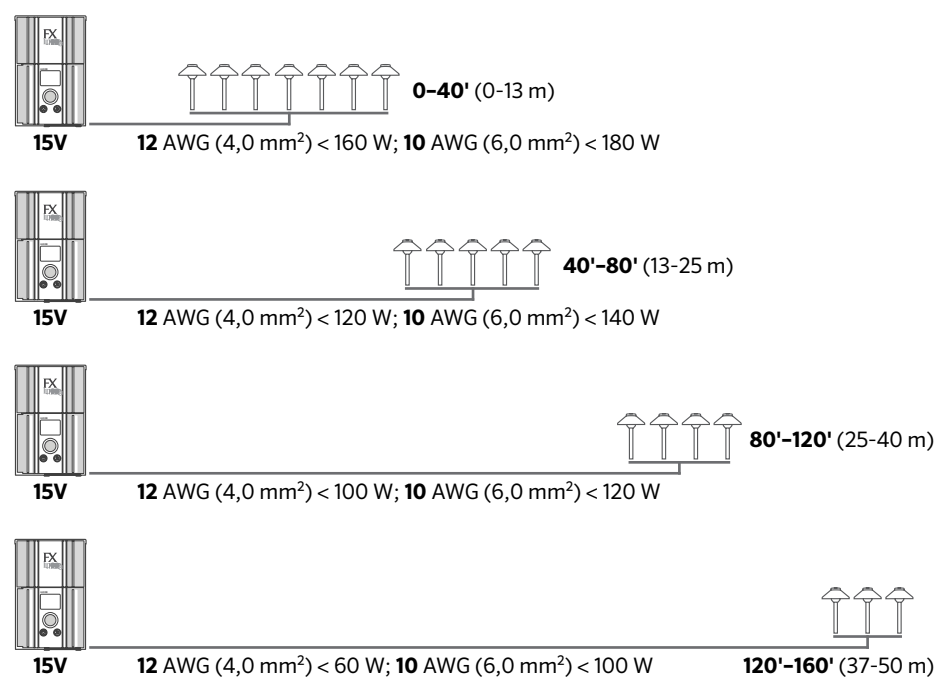 FX
0–40' (0-13 m)
15V 12 AWG (4,0 mm²) < 160 W; 10 AWG (6,0 mm²) < 180 W
FX
40'–80' (13-25 m)
15V 12 AWG (4,0 mm²) < 120 W; 10 AWG (6,0 mm²) < 140 W
FX
80'–120' (25-40 m)
15V 12 AWG (4,0 mm²) < 100 W; 10 AWG (6,0 mm²) < 120 W
FX
15V 12 AWG (4,0 mm²) < 60 W; 10 AWG (6,0 mm²) < 100 W 120'–160' (37-50 m)